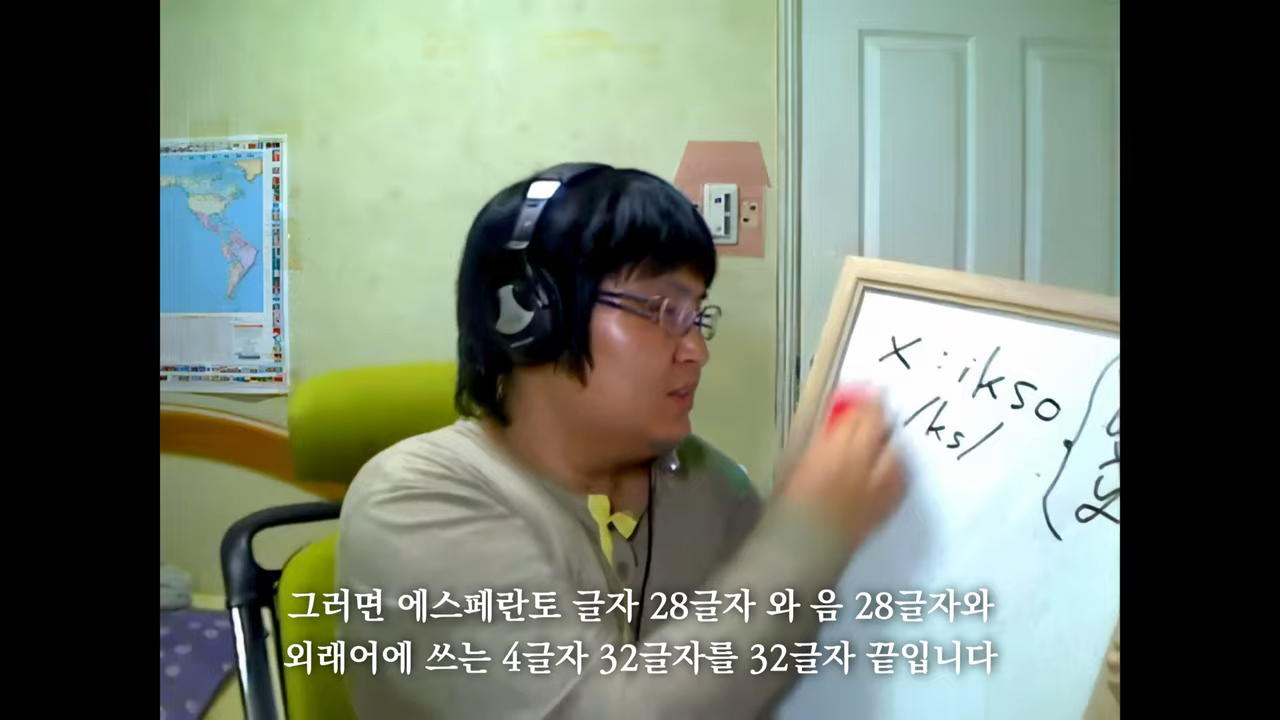 x : ikso
/ks/
그러면 에스페란토 글자 28글자 와 음 28글자와
외래어에 쓰는 4글자 32글자를 32글자 끝입니다